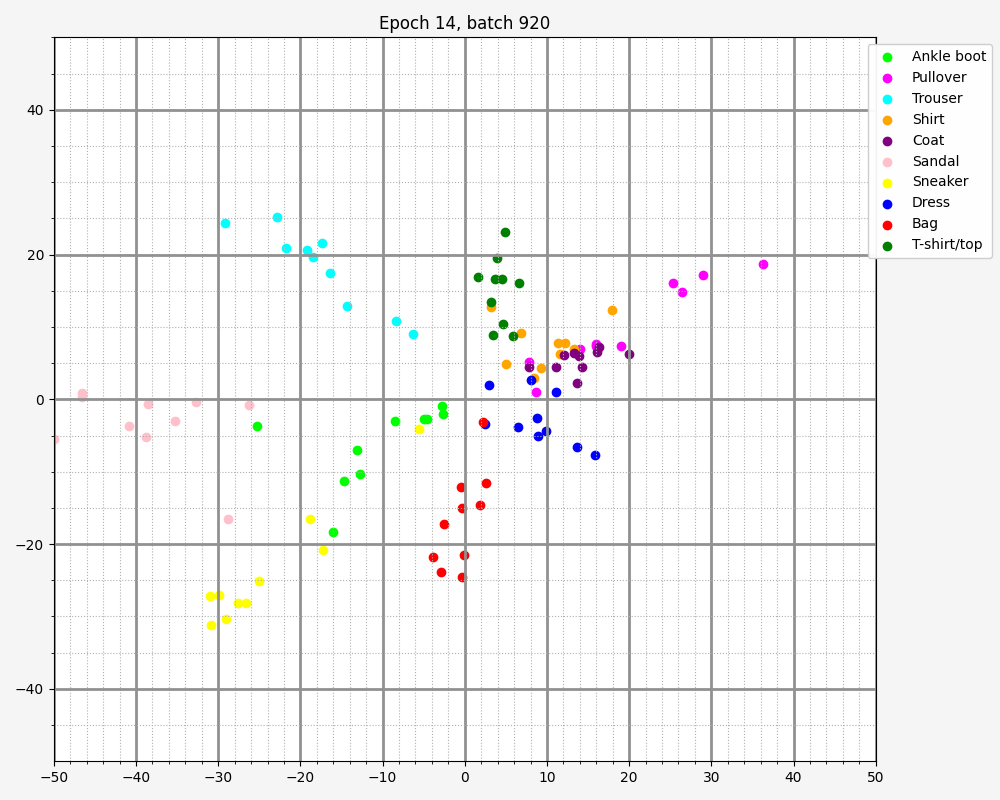 Epoch 14, batch 920
Ankle boot
Pullover
Trouser
Shirt
Coat
Sandal
Sneaker
Dress
Bag
T-shirt/top
40
20
0
−20
−40
−50
−40
−30
−20
−10
0
10
20
30
40
50